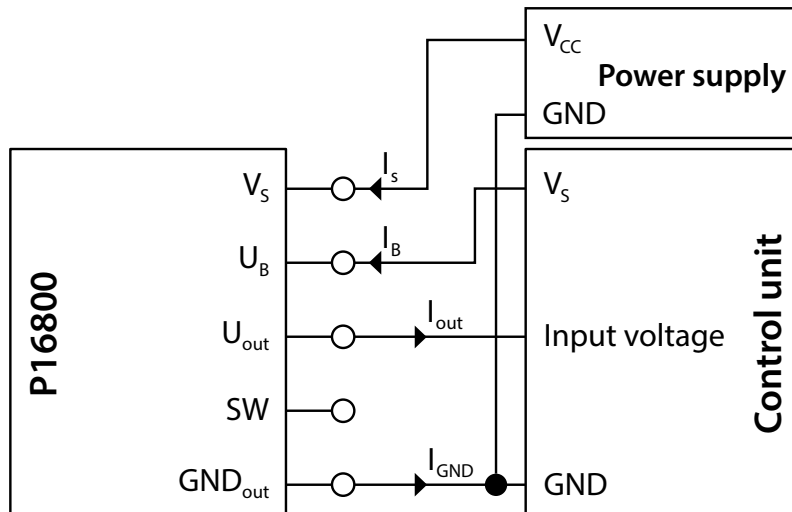 V_CC
Power supply
GND
P16800
V_S
I_s
V_S
U_B
I_B
U_out
I_out
Input voltage
SW
GND_out
I_GND
GND
Control unit